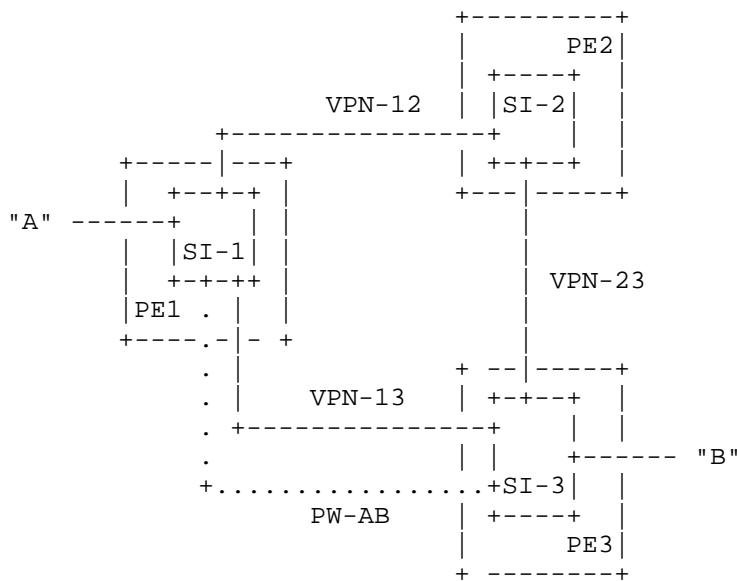 PE2
VPN-12
SI-2
"A"
SI-1
PE1
VPN-23
VPN-13
"B"
SI-3
PW-AB
PE3